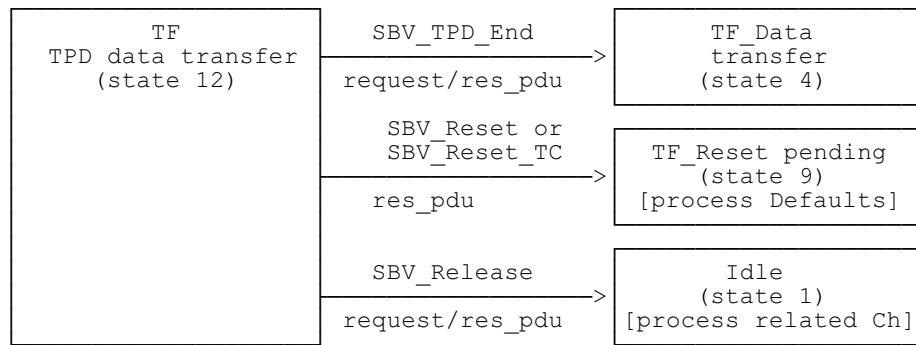 TF
TPD data transfer
(state 12)
SBV_TPD_End
request/res_pdu
TF_Data
transfer
(state 4)
SBV_Reset or
SBV_Reset_TC
res_pdu
TF_Reset pending
(state 9)
[process Defaults]
SBV_Release
request/res_pdu
Idle
(state 1)
[process related Ch]